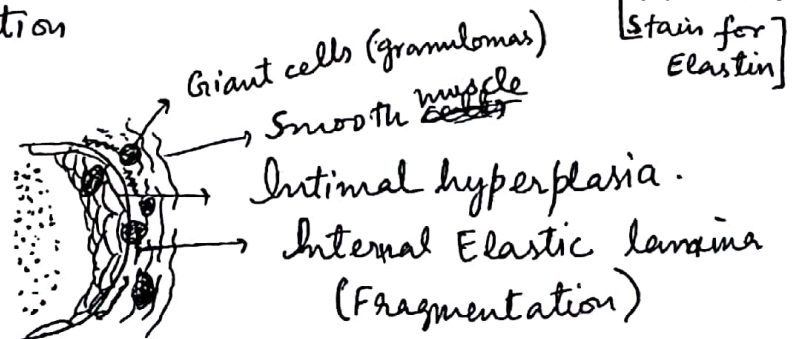 tion
[Stain for
Elastin]
Giant cells (granulomas)
Smooth muscle
Intimal hyperplasia.
Internal Elastic lamina
(Fragmentation)